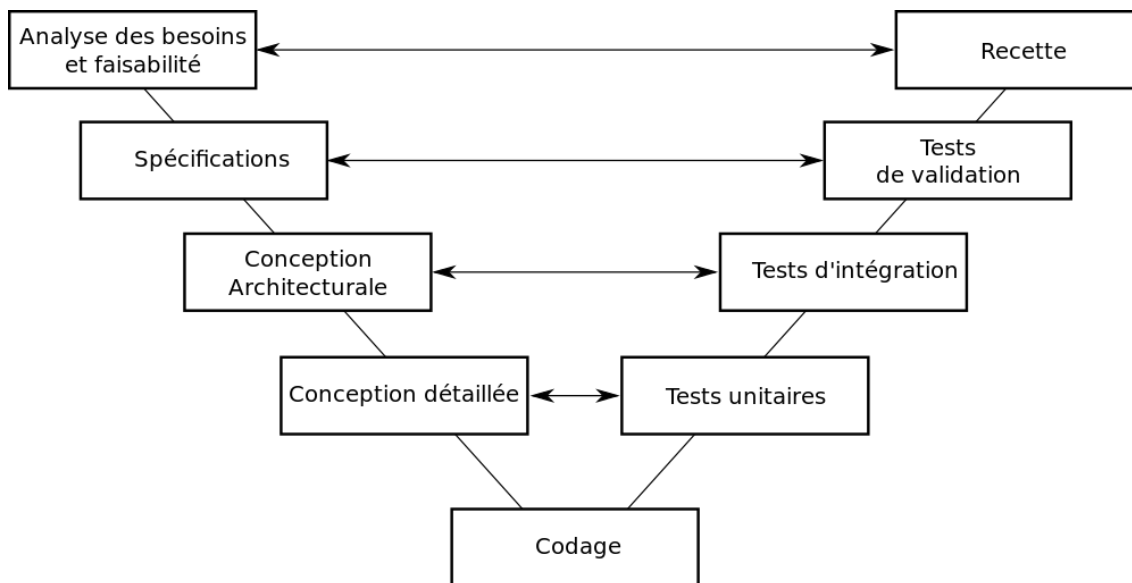 Analyse des besoins
et faisabilité
Recette
Spécifications
Tests
de validation
Conception
Architecturale
Tests d'intégration
Conception détaillée
Tests unitaires
Codage